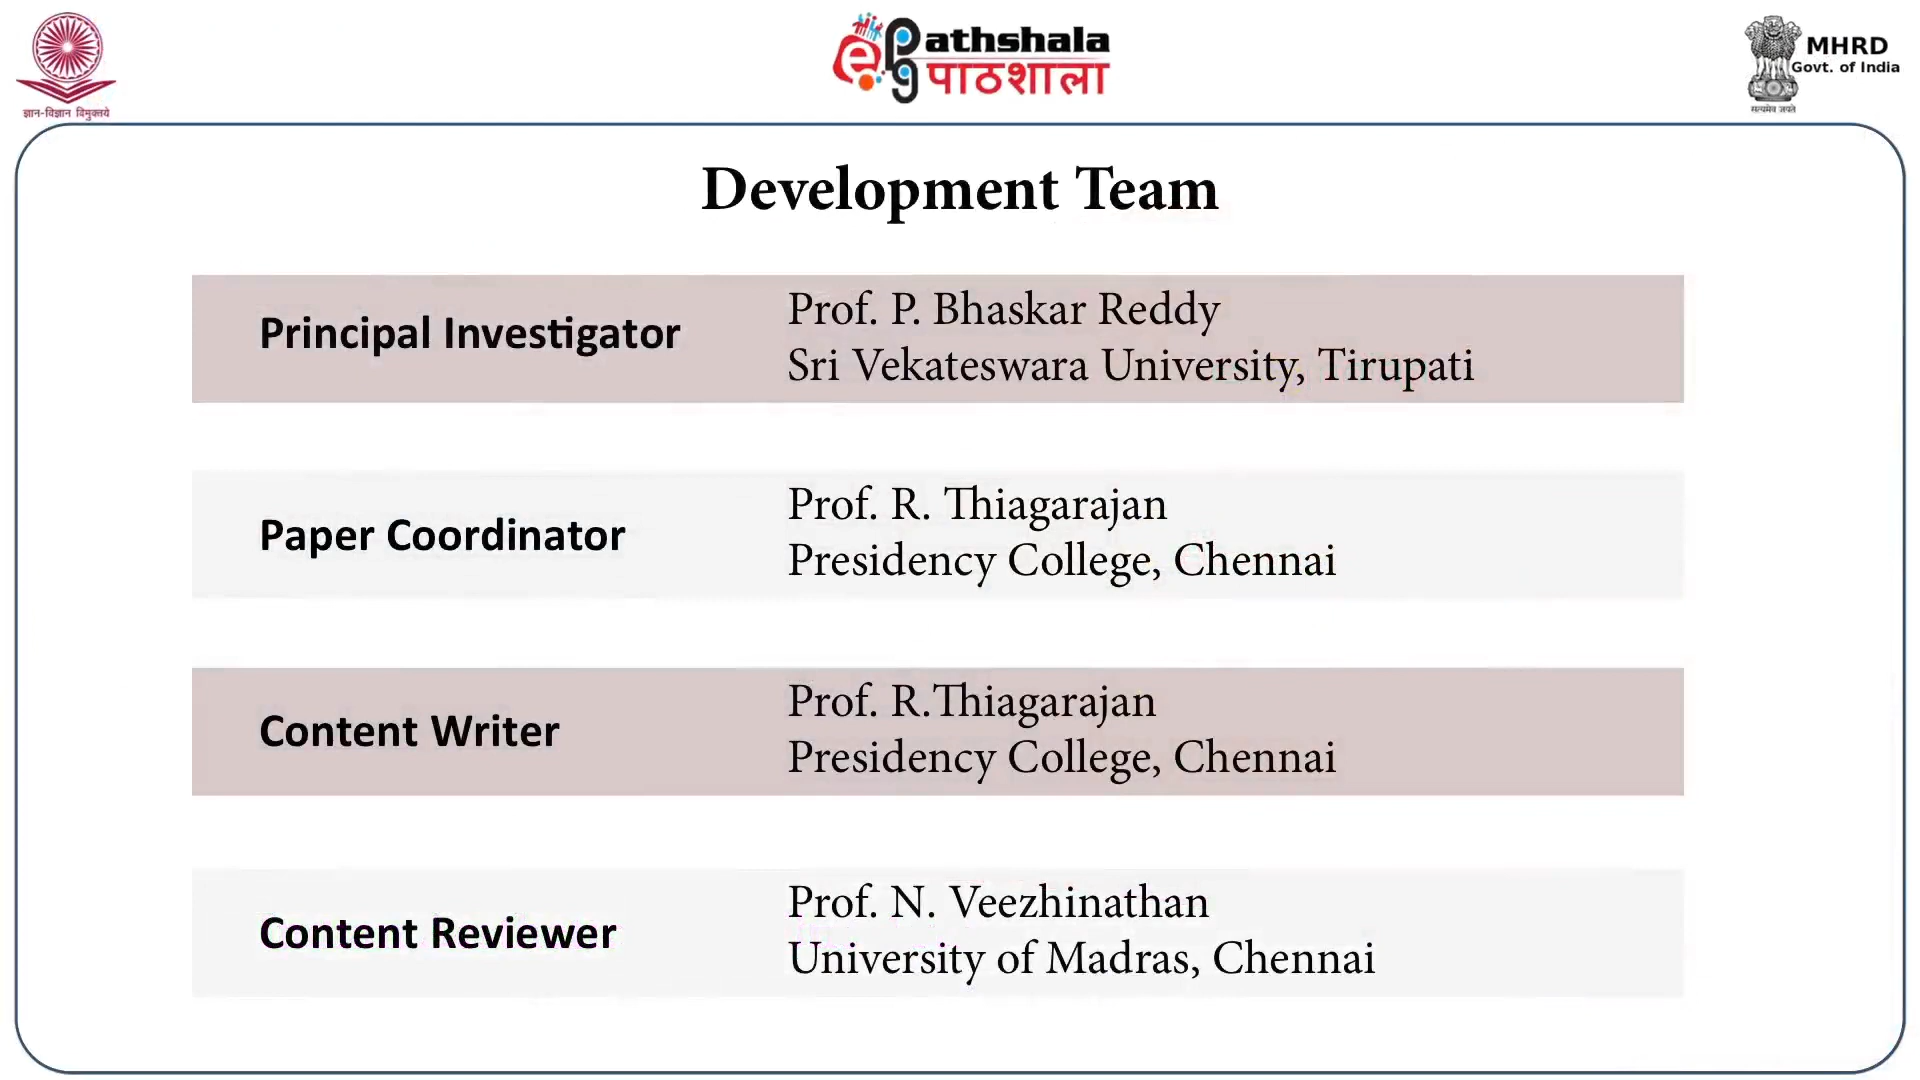 ज्ञान-विज्ञान विमुक्तये
ePG Pathshala
पाठशाला
MHRD
Govt. of India
सत्यमेव जयते
Development Team
Principal Investigator
Prof. P. Bhaskar Reddy
Sri Vekateswara University, Tirupati
Paper Coordinator
Prof. R. Thiagarajan
Presidency College, Chennai
Content Writer
Prof. R.Thiagarajan
Presidency College, Chennai
Content Reviewer
Prof. N. Veezhinathan
University of Madras, Chennai